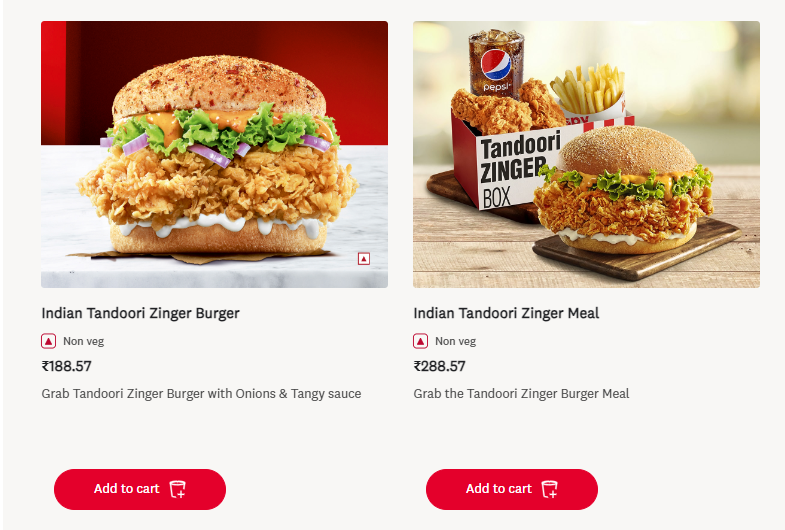 pepsi
Tandoori
ZINGER
BOX
Indian Tandoori Zinger Burger
Non veg
₹188.57
Grab Tandoori Zinger Burger with Onions & Tangy sauce
Add to cart
Indian Tandoori Zinger Meal
Non veg
₹288.57
Grab the Tandoori Zinger Burger Meal
Add to cart